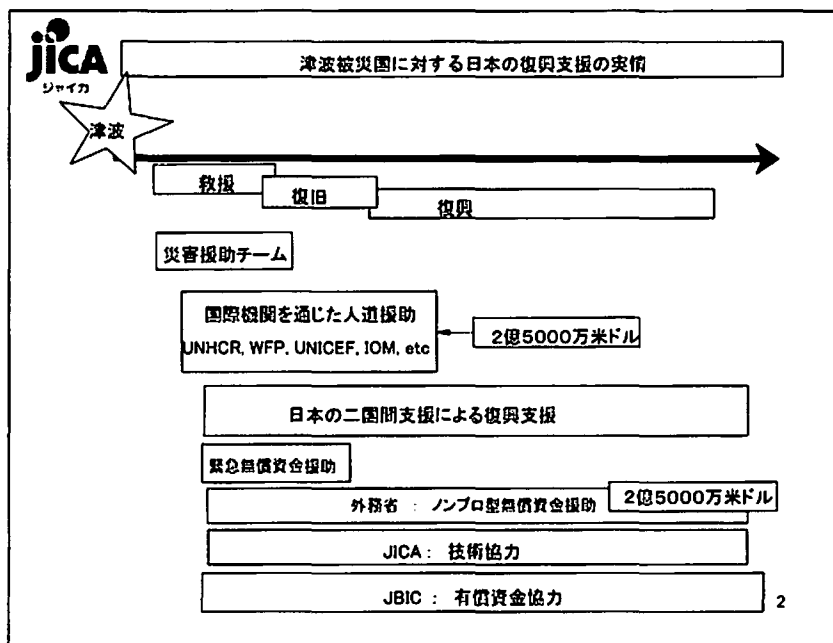 JICA
ジャイカ
津波被災国に対する日本の復興支援の実情
津波
救援
復旧
復興
災害援助チーム
国際機関を通じた人道援助
UNHCR, WFP, UNICEF, IOM, etc
2億5000万米ドル
日本の二国間支援による復興支援
緊急無償資金援助
外務省 : ノンプロ型無償資金援助
2億5000万米ドル
JICA : 技術協力
JBIC : 有償資金協力
2